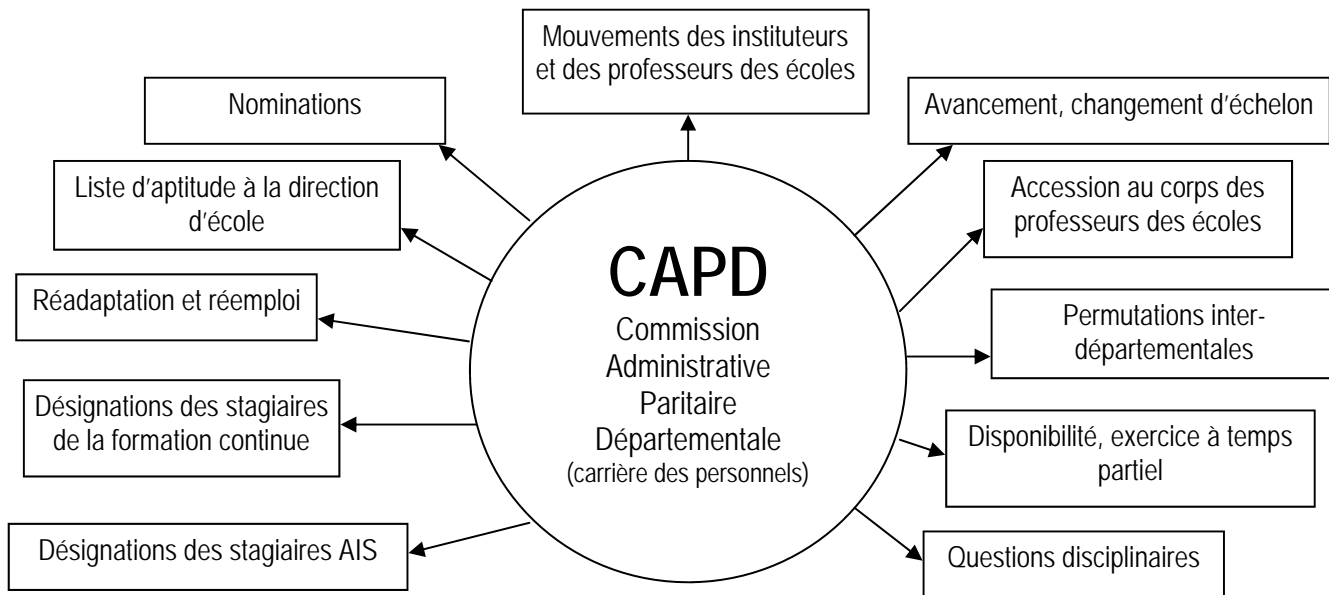 Mouvements des instituteurs
et des professeurs des écoles
Nominations
Avancement, changement d'échelon
Liste d'aptitude à la direction
d'école
Accession au corps des
professeurs des écoles
CAPD
Commission
Administrative
Paritaire
Départementale
(carrière des personnels)
Réadaptation et réemploi
Permutations inter-
départementales
Désignations des stagiaires
de la formation continue
Disponibilité, exercice à temps
partiel
Désignations des stagiaires AIS
Questions disciplinaires